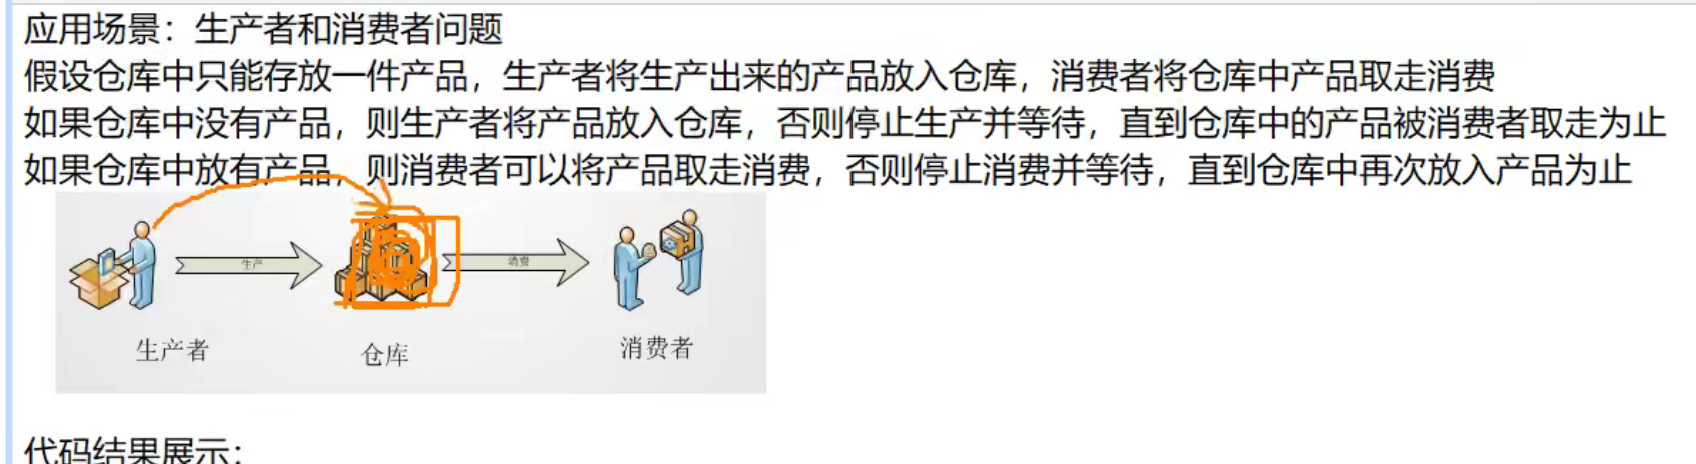 应用场景：生产者和消费者问题
假设仓库中只能存放一件产品，生产者将生产出来的产品放入仓库，消费者将仓库中产品取走消费
如果仓库中没有产品，则生产者将产品放入仓库，否则停止生产并等待，直到仓库中的产品被消费者取走为止
如果仓库中放有产品，则消费者可以将产品取走消费，否则停止消费并等待，直到仓库中再次放入产品为止
生产
消费
生产者
仓库
消费者
代码结果展示：